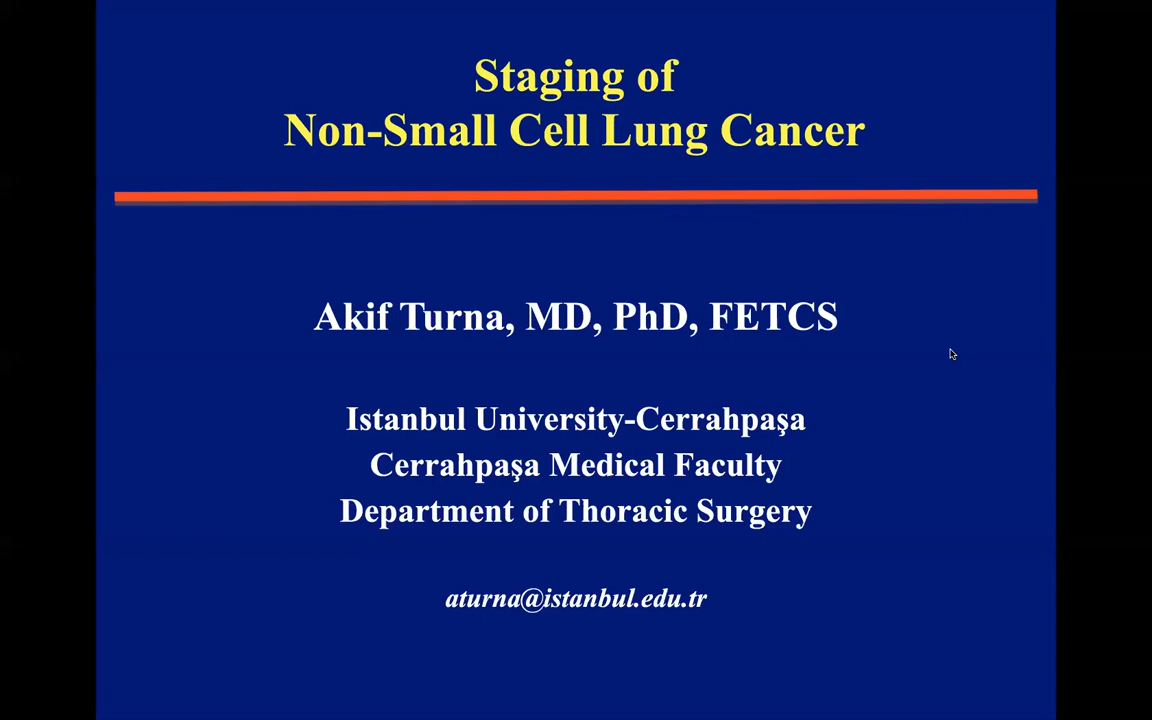 Staging of
Non-Small Cell Lung Cancer
Akif Turna, MD, PhD, FETCS
Istanbul University-Cerrahpaşa
Cerrahpaşa Medical Faculty
Department of Thoracic Surgery
aturna@istanbul.edu.tr